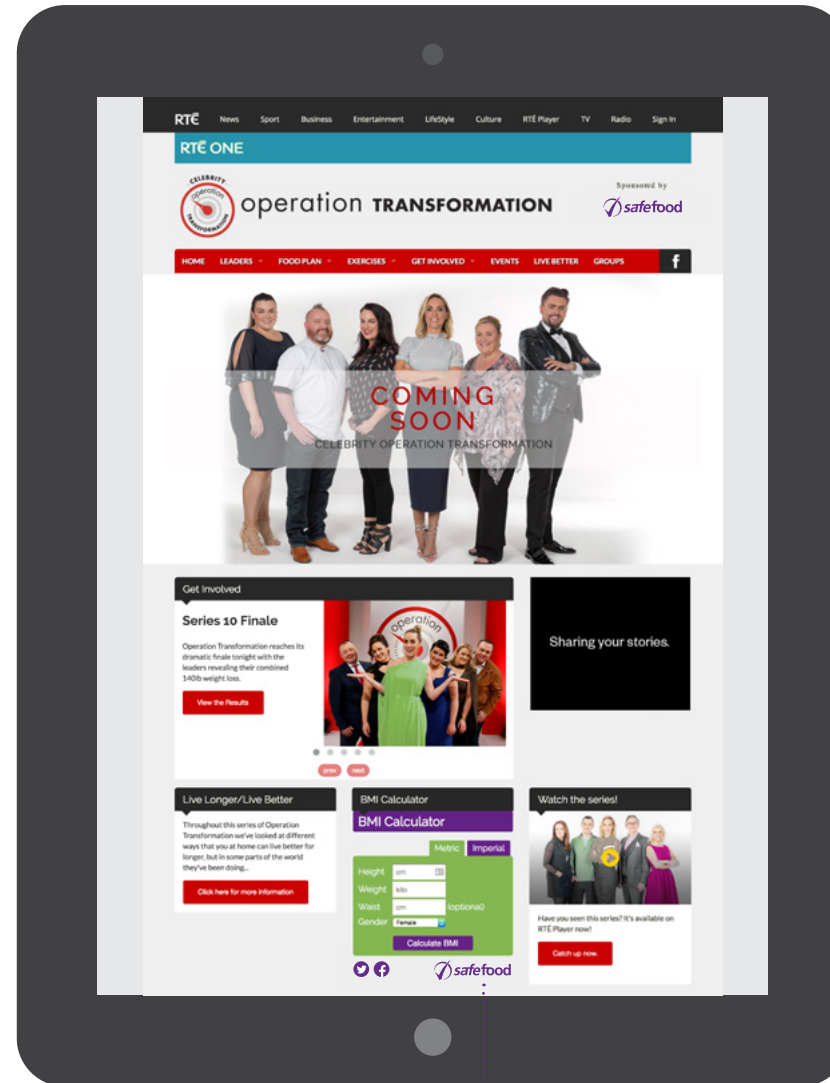 RTÉ News Sport Business Entertainment LifeStyle Culture RTÉ Player TV Radio Sign In
RTÉ ONE
CELEBRITY
operation
TRANSFORMATION
operation TRANSFORMATION
Sponsored by
safefood
HOME LEADERS FOOD PLAN EXERCISES GET INVOLVED EVENTS LIVE BETTER GROUPS f
COMING
SOON
CELEBRITY OPERATION TRANSFORMATION
Get Involved
Series 10 Finale
Operation Transformation reaches its
dramatic finale tonight with the
leaders revealing their combined
140lb weight loss.
View the Results
operation
prev next
Sharing your stories.
Live Longer/Live Better
Throughout this series of Operation
Transformation we've looked at different
ways that you at home can live better for
longer, but in some parts of the world
they've been doing...
Click here for more information
BMI Calculator
BMI Calculator
Metric Imperial
Height cm
Weight kilo
Waist cm (optional)
Gender Female
Calculate BMI
safefood
Watch the series!
Have you seen this series? It's available on
RTÉ Player now!
Catch up now.